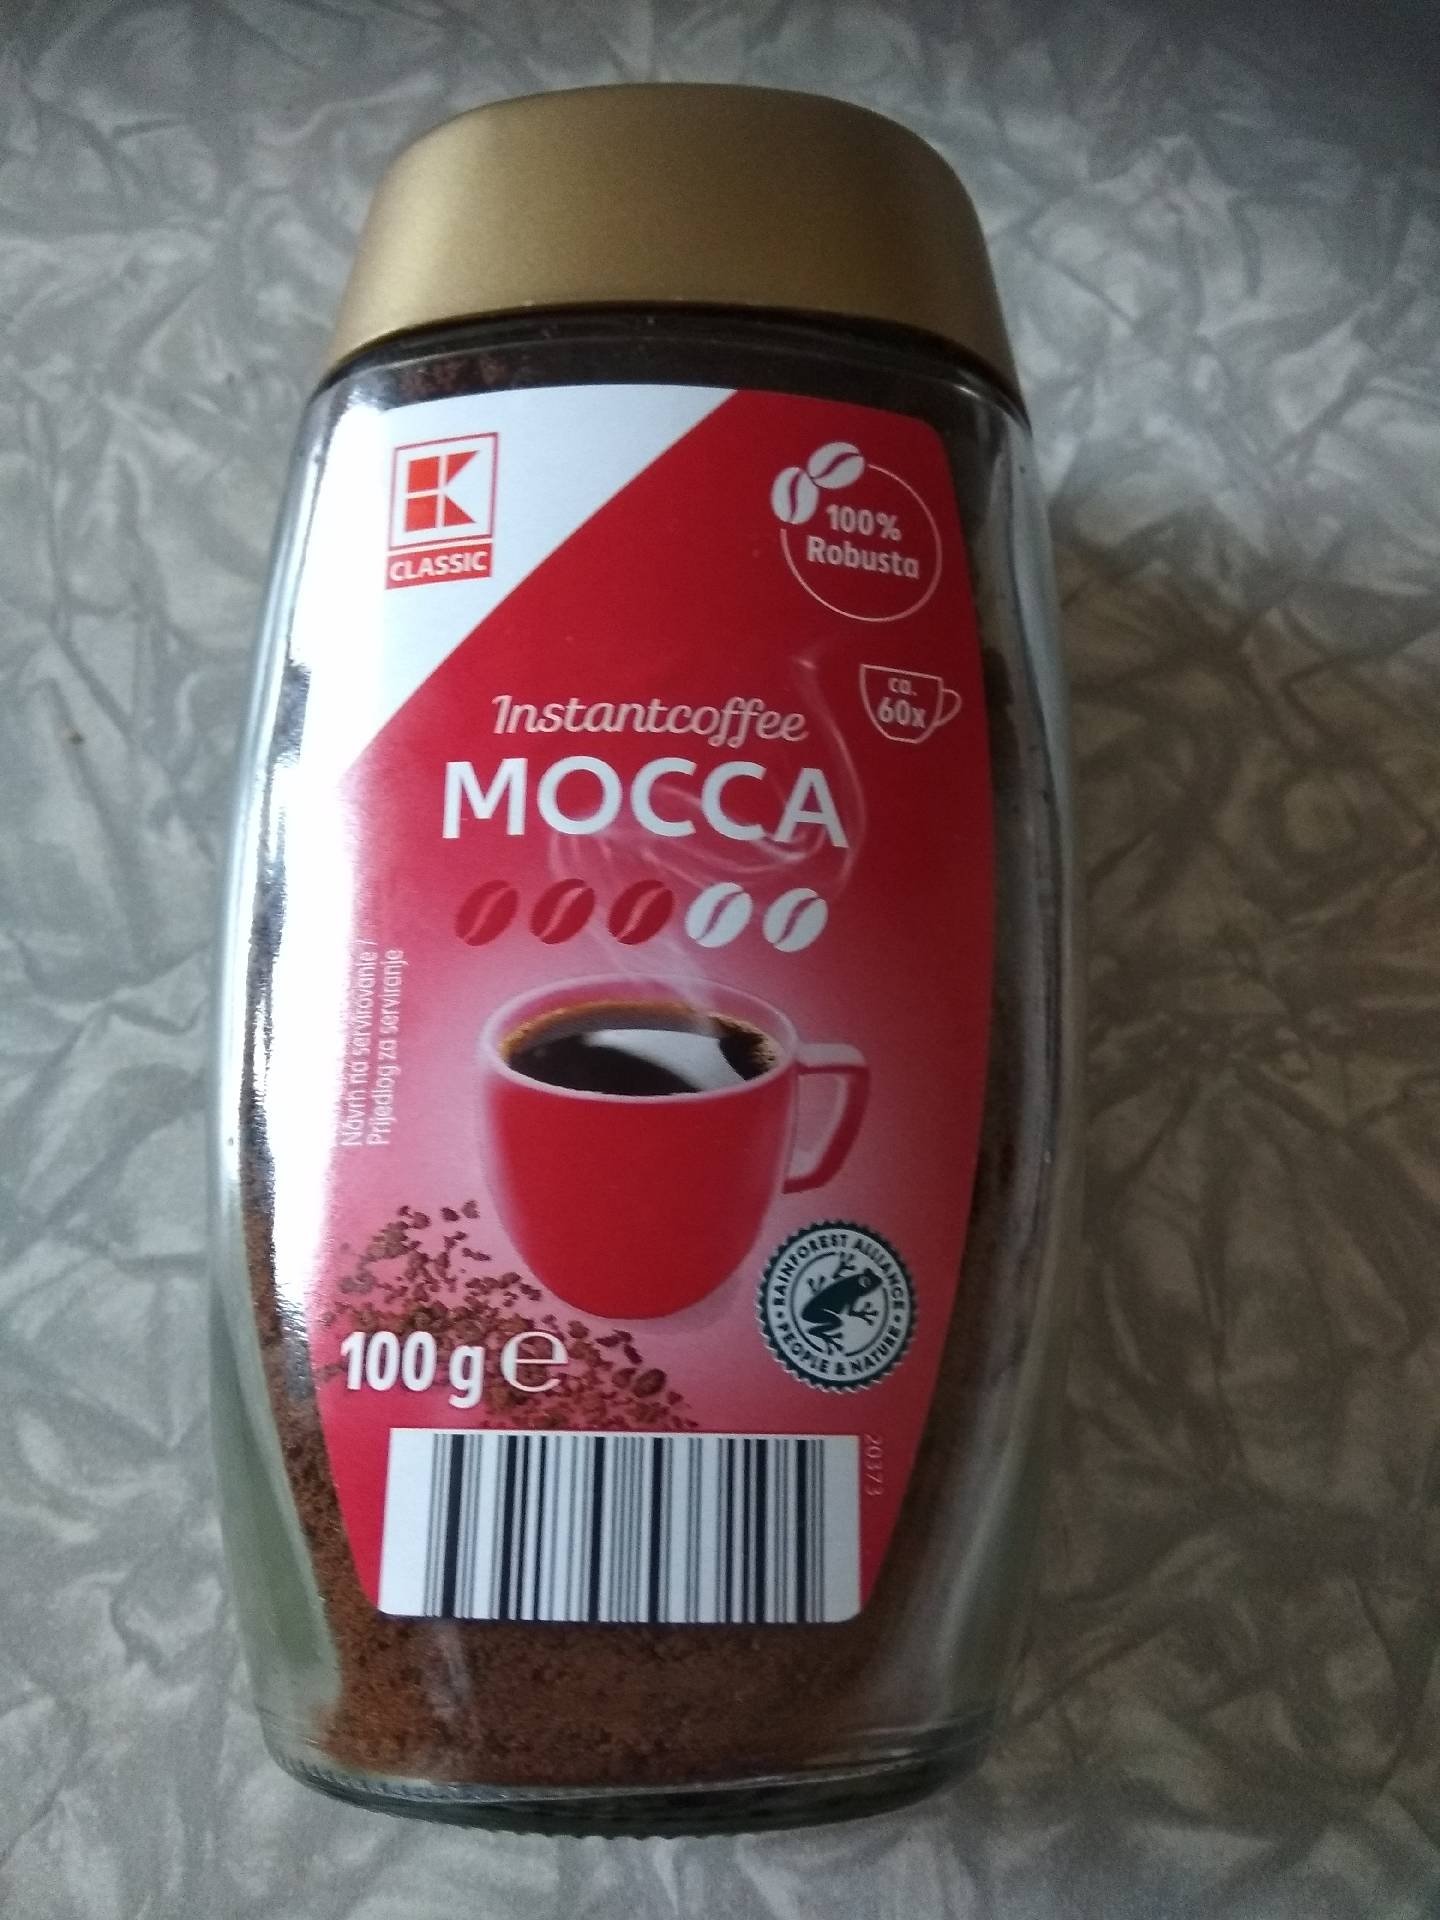 K
CLASSIC
100%
Robusta
ca.
60x
Instantcoffee
MOCCA
Návrh na servírovanie /
Prijedlog za serviranje
RAINFOREST ALLIANCE
PEOPLE & NATURE
100 g ℮
20373